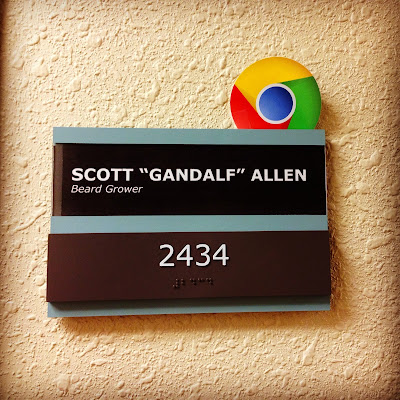 SCOTT “GANDALF” ALLEN
Beard Grower
2434